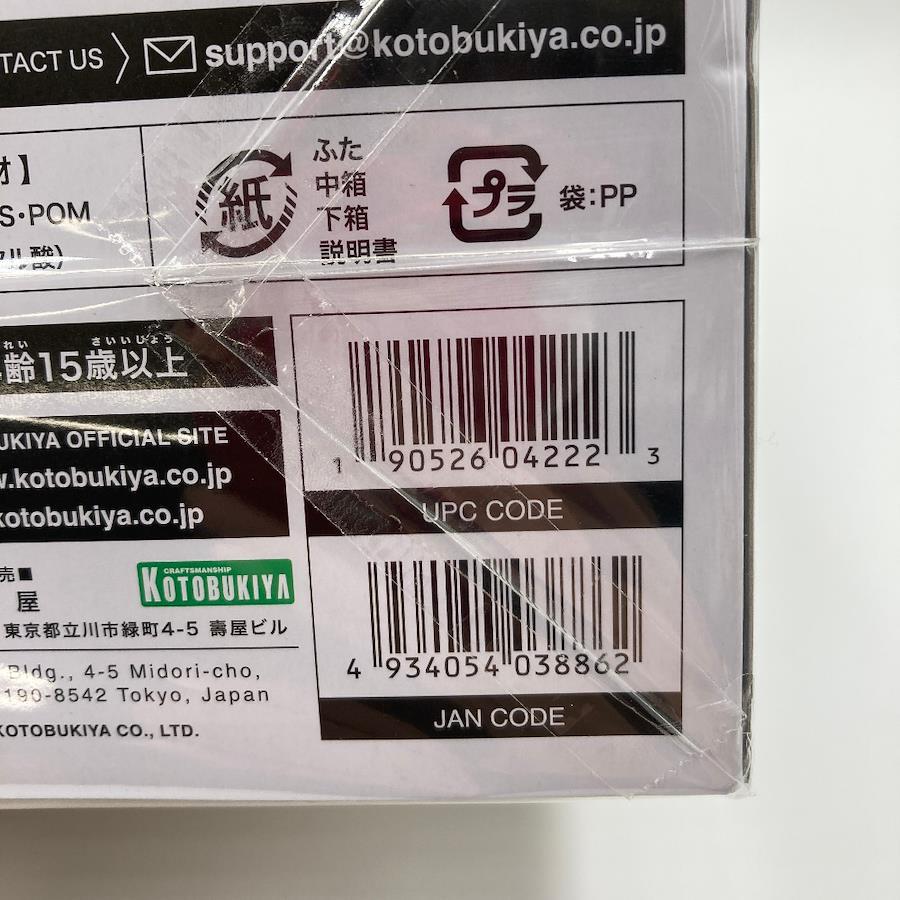 TACT US 〉 support@kotobukiya.co.jp
材】
S・POM
ル酸)
紙
ふた
中箱
下箱
説明書
プラ
袋:PP
れい さいいじょう
齢15歳以上
UKIYA OFFICIAL SITE
w.kotobukiya.co.jp
kotobukiya.co.jp
売■
屋
CRAFTSMANSHIP
KOTOBUKIYA
東京都立川市緑町4-5 壽屋ビル
Bldg., 4-5 Midori-cho,
190-8542 Tokyo, Japan
KOTOBUKIYA CO., LTD.
1 90526 04222 3
UPC CODE
4 934054 038862
JAN CODE